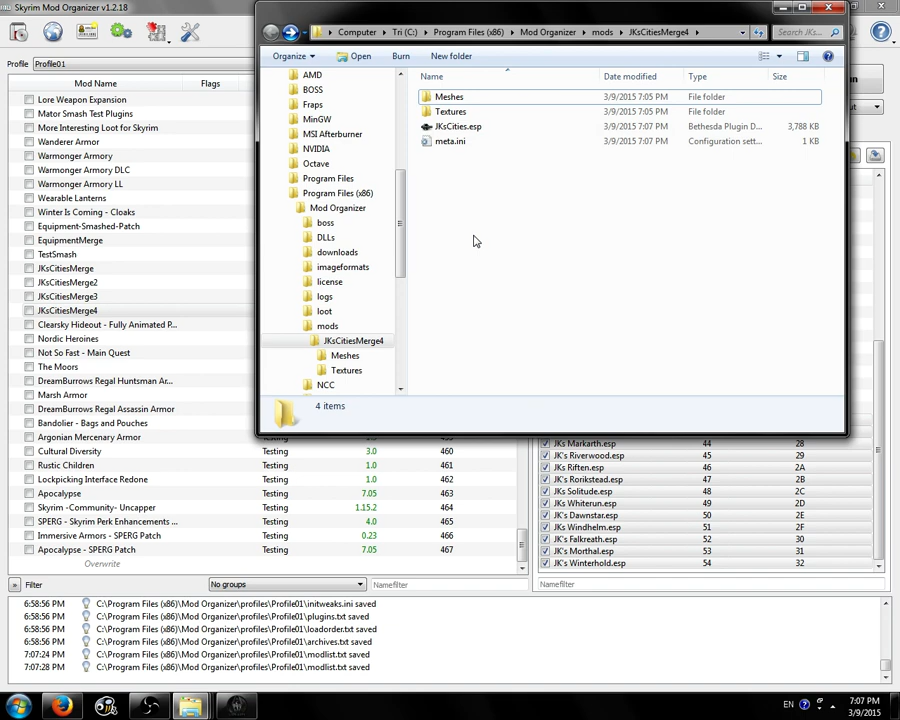 Skyrim Mod Organizer v1.2.18
Profile Profile01
Mod Name Flags
Lore Weapon Expansion
Mator Smash Test Plugins
More Interesting Loot for Skyrim
Wanderer Armor
Warmonger Armory
Warmonger Armory DLC
Warmonger Armory LL
Wearable Lanterns
Winter Is Coming - Cloaks
Equipment-Smashed-Patch
EquipmentMerge
TestSmash
JKsCitiesMerge
JKsCitiesMerge2
JKsCitiesMerge3
JKsCitiesMerge4
Clearsky Hideout - Fully Animated P...
Nordic Heroines
Not So Fast - Main Quest
The Moors
DreamBurrows Regal Huntsman Ar...
Marsh Armor
DreamBurrows Regal Assassin Armor
Bandolier - Bags and Pouches
Argonian Mercenary Armor
Cultural Diversity Testing 3.0 460
Rustic Children Testing 1.0 461
Lockpicking Interface Redone Testing 1.0 462
Apocalypse Testing 7.05 463
Skyrim -Community- Uncapper Testing 1.15.2 464
SPERG - Skyrim Perk Enhancements ... Testing 4.0 465
Immersive Armors - SPERG Patch Testing 0.23 466
Apocalypse - SPERG Patch Testing 7.05 467
Overwrite
Filter No groups Namefilter
Computer Tri (C:) Program Files (x86) Mod Organizer mods JKsCitiesMerge4 Search JKs...
Organize Open Burn New folder
AMD
BOSS
Fraps
MinGW
MSI Afterburner
NVIDIA
Octave
Program Files
Program Files (x86)
Mod Organizer
boss
DLLs
downloads
imageformats
license
logs
loot
mods
JKsCitiesMerge4
Meshes
Textures
NCC
Name Date modified Type Size
Meshes 3/9/2015 7:05 PM File folder
Textures 3/9/2015 7:05 PM File folder
JKsCities.esp 3/9/2015 7:07 PM Bethesda Plugin D... 3,788 KB
meta.ini 3/9/2015 7:07 PM Configuration sett... 1 KB
4 items
JKs Markarth.esp 44 28
JK's Riverwood.esp 45 29
JKs Riften.esp 46 2A
JK's Rorikstead.esp 47 2B
JKs Solitude.esp 48 2C
JKs Whiterun.esp 49 2D
JK's Dawnstar.esp 50 2E
JKs Windhelm.esp 51 2F
JK's Falkreath.esp 52 30
JK's Morthal.esp 53 31
JK's Winterhold.esp 54 32
Namefilter
6:58:56 PM C:\Program Files (x86)\Mod Organizer\profiles\Profile01\initweaks.ini saved
6:58:56 PM C:\Program Files (x86)\Mod Organizer\profiles\Profile01\plugins.txt saved
6:58:56 PM C:\Program Files (x86)\Mod Organizer\profiles\Profile01\loadorder.txt saved
6:58:56 PM C:\Program Files (x86)\Mod Organizer\profiles\Profile01\archives.txt saved
7:07:24 PM C:\Program Files (x86)\Mod Organizer\profiles\Profile01\modlist.txt saved
7:07:28 PM C:\Program Files (x86)\Mod Organizer\profiles\Profile01\modlist.txt saved
EN 7:07 PM
3/9/2015